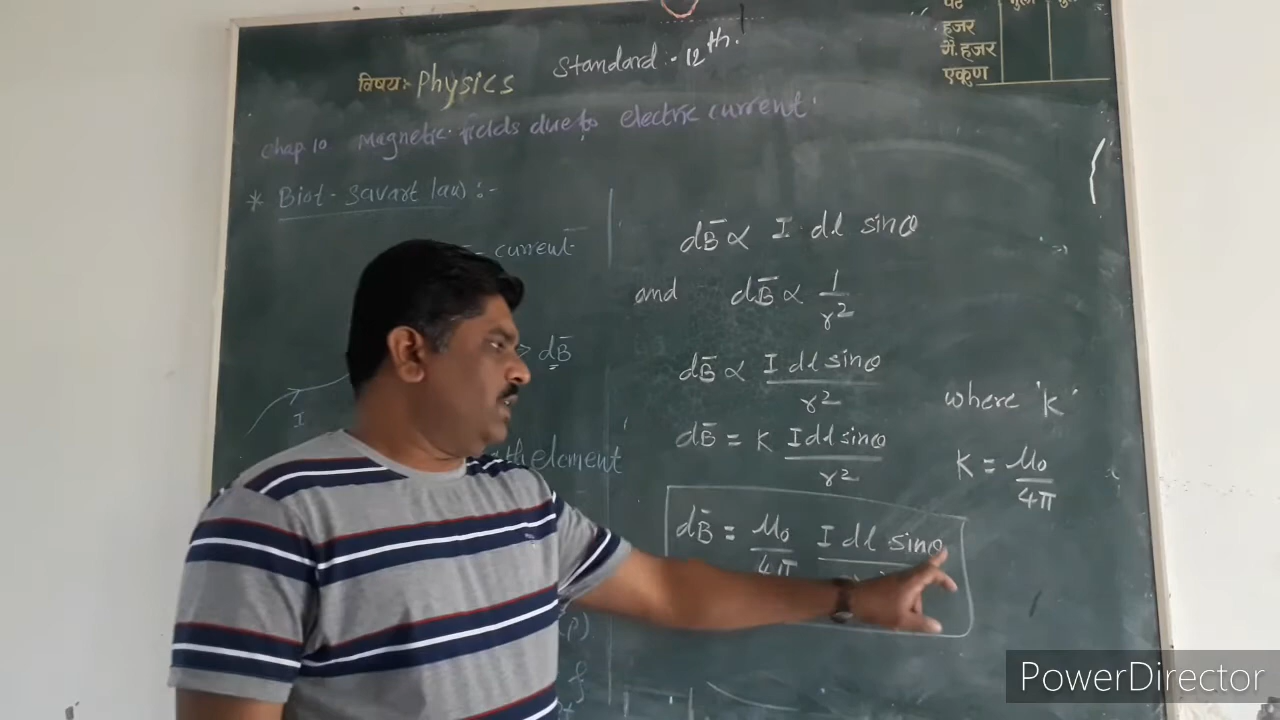 विषय:- Physics Standard:- 12th.
पट
हजर
गै.हजर
एकुण
Chap 10 Magnetic fields due to electric current.
* Biot-Savart law:-
current
dB̄ ∝ I dl sinθ
and dB̄ ∝ 1/r²
dB̄
I
dB̄ ∝ I dl sinθ / r²
where 'K'
dB̄ = K I dl sinθ / r²
K = μ₀/4π
element
dB̄ = μ₀/4π I dl sinθ
(P)
PowerDirector